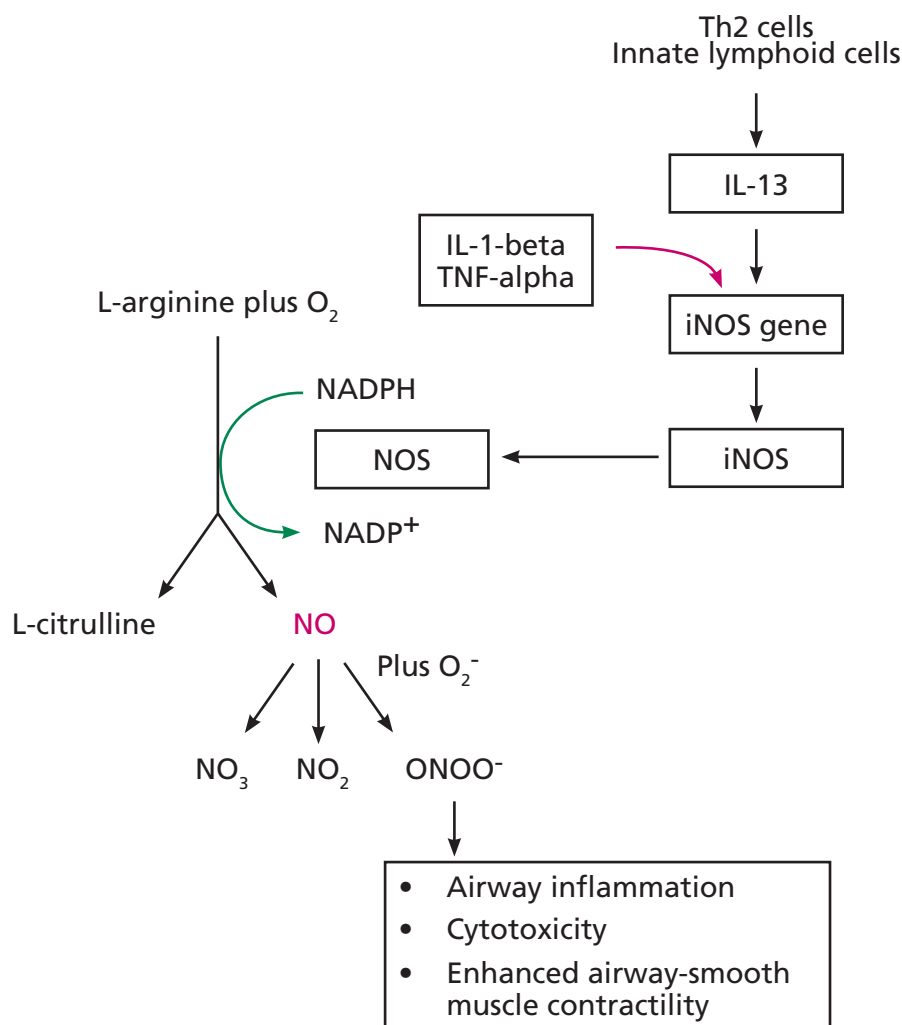 Th2 cells
Innate lymphoid cells
IL-13
IL-1-beta
TNF-alpha
L-arginine plus O₂
iNOS gene
NADPH
NOS
iNOS
NADP⁺
L-citrulline
NO
Plus O₂⁻
NO₃
NO₂
ONOO⁻
• Airway inflammation
• Cytotoxicity
• Enhanced airway-smooth
muscle contractility